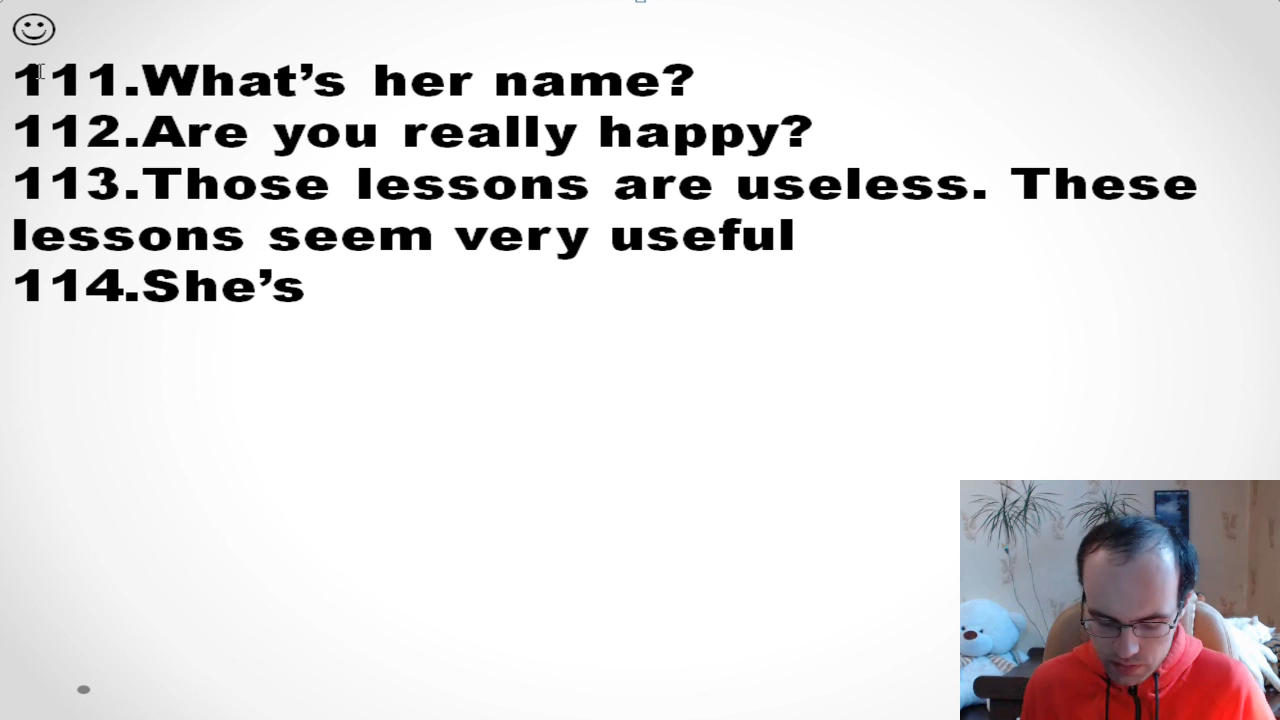 111.What’s her name?
112.Are you really happy?
113.Those lessons are useless. These
lessons seem very useful
114.She’s